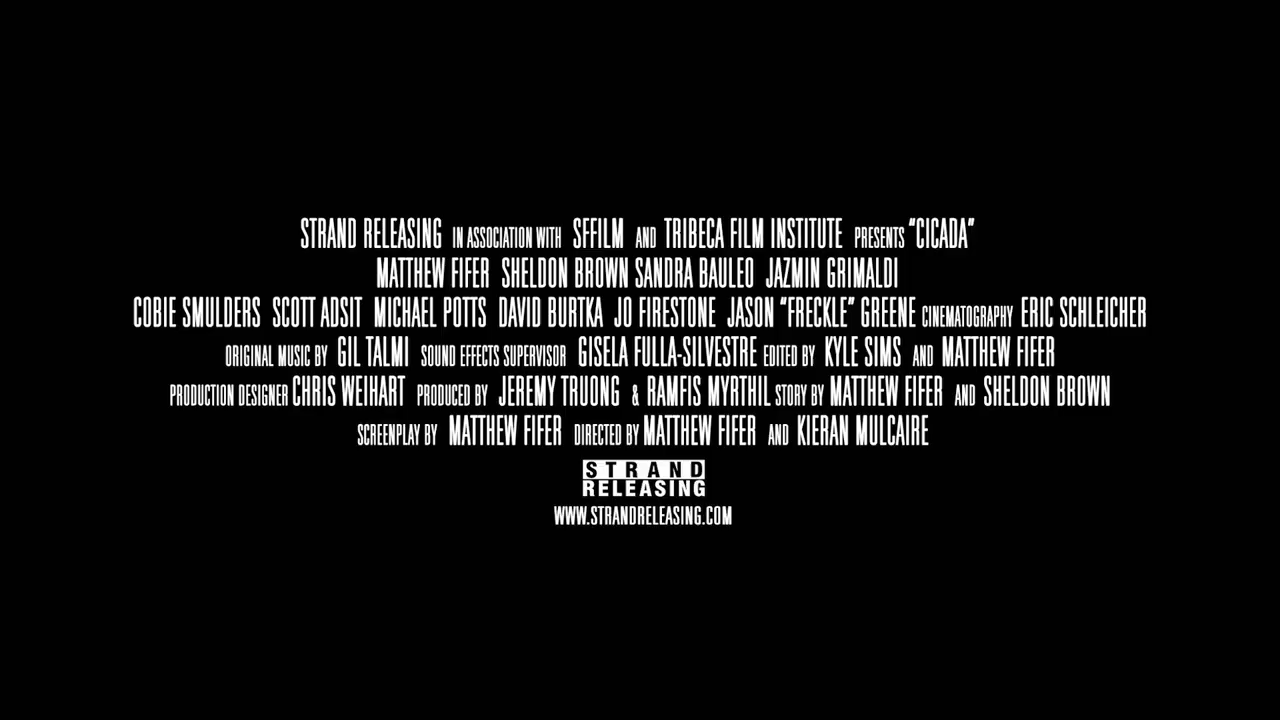 STRAND RELEASING IN ASSOCIATION WITH SFFILM AND TRIBECA FILM INSTITUTE PRESENTS "CICADA"
MATTHEW FIFER SHELDON BROWN SANDRA BAULEO JAZMIN GRIMALDI
COBIE SMULDERS SCOTT ADSIT MICHAEL POTTS DAVID BURTKA JO FIRESTONE JASON "FRECKLE" GREENE CINEMATOGRAPHY ERIC SCHLEICHER
ORIGINAL MUSIC BY GIL TALMI SOUND EFFECTS SUPERVISOR GISELA FULLA-SILVESTRE EDITED BY KYLE SIMS AND MATTHEW FIFER
PRODUCTION DESIGNER CHRIS WEIHART PRODUCED BY JEREMY TRUONG & RAMFIS MYRTHIL STORY BY MATTHEW FIFER AND SHELDON BROWN
SCREENPLAY BY MATTHEW FIFER DIRECTED BY MATTHEW FIFER AND KIERAN MULCAIRE
STRAND
RELEASING
WWW.STRANDRELEASING.COM